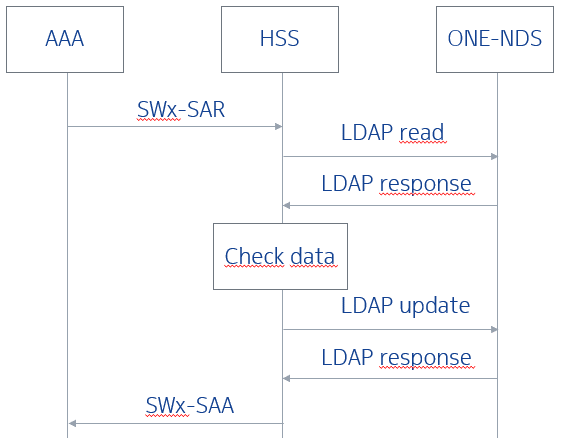 AAA
HSS
ONE-NDS
SWx-SAR
LDAP read
LDAP response
Check data
LDAP update
LDAP response
SWx-SAA